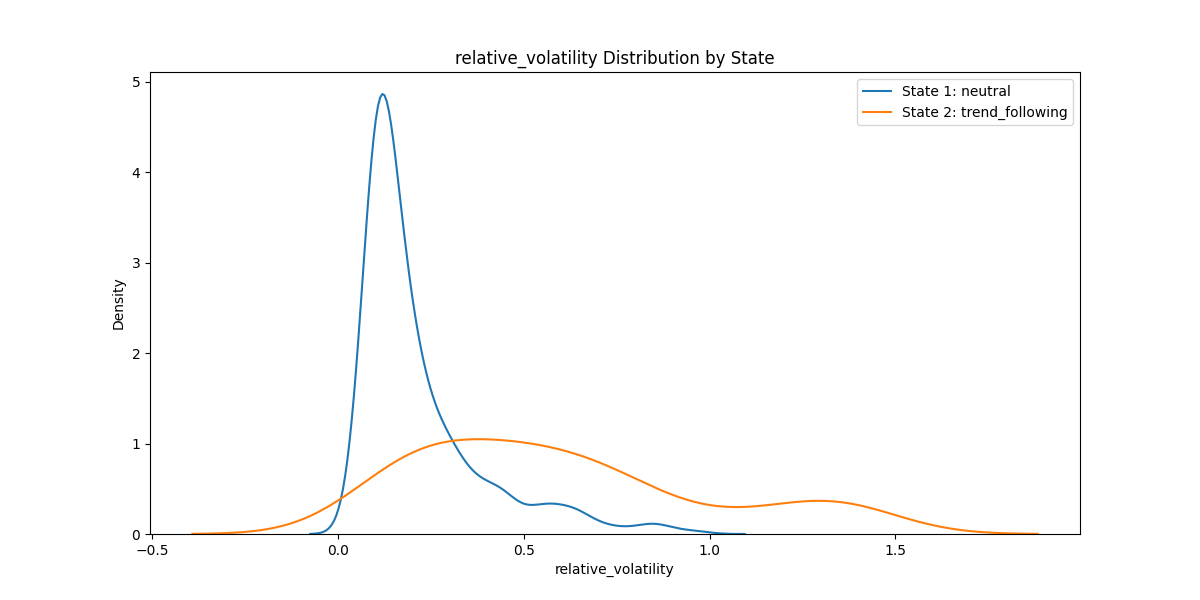 relative_volatility Distribution by State
State 1: neutral
State 2: trend_following
Density
5
4
3
2
1
0
−0.5
0.0
0.5
1.0
1.5
relative_volatility